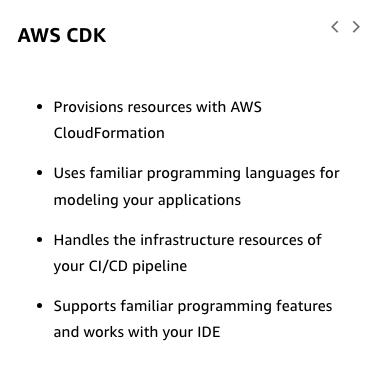 AWS CDK
• Provisions resources with AWS
CloudFormation
• Uses familiar programming languages for
modeling your applications
• Handles the infrastructure resources of
your CI/CD pipeline
• Supports familiar programming features
and works with your IDE